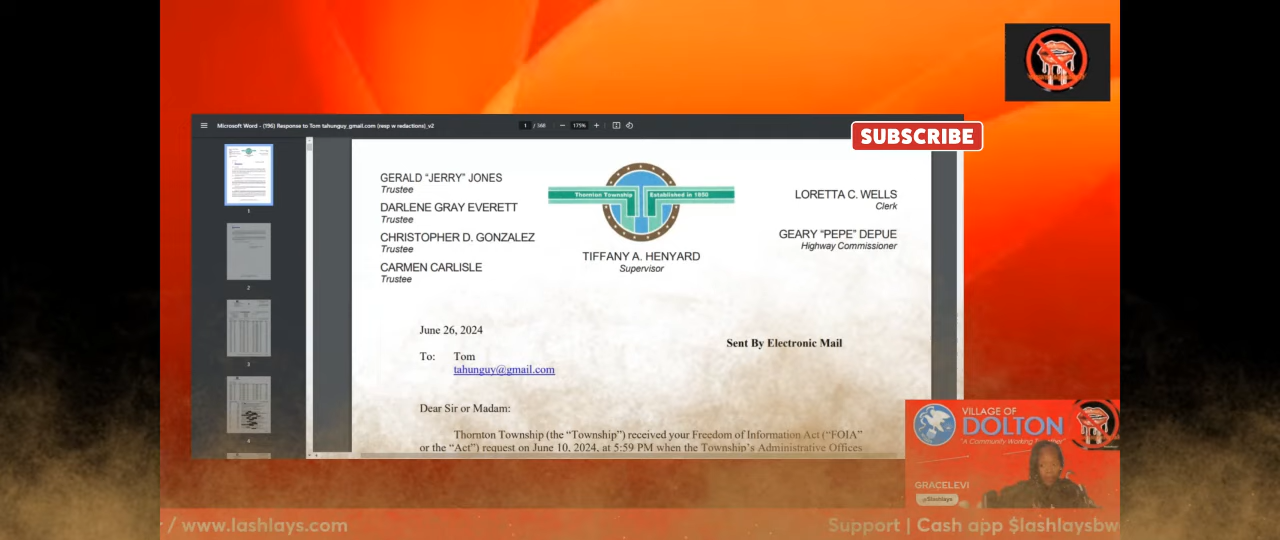 Microsoft Word - (196) Response to Tom tahunguy_gmail.com (resp w redactions)_v2
1 / 568
175%
SUBSCRIBE
GERALD “JERRY” JONES
Trustee
DARLENE GRAY EVERETT
Trustee
CHRISTOPHER D. GONZALEZ
Trustee
CARMEN CARLISLE
Trustee
Thornton Township Established in 1850
TIFFANY A. HENYARD
Supervisor
LORETTA C. WELLS
Clerk
GEARY “PEPE” DEPUE
Highway Commissioner
1
2
3
4
June 26, 2024
Sent By Electronic Mail
To: Tom
tahunguy@gmail.com
Dear Sir or Madam:
Thornton Township (the “Township”) received your Freedom of Information Act (“FOIA”
or the “Act”) request on June 10, 2024, at 5:59 PM when the Township’s Administrative Offices
VILLAGE OF
DOLTON
"A Community Working Together"
GRACELEVI
/ www.lashlays.com
Support | Cash app $lashlaysbw